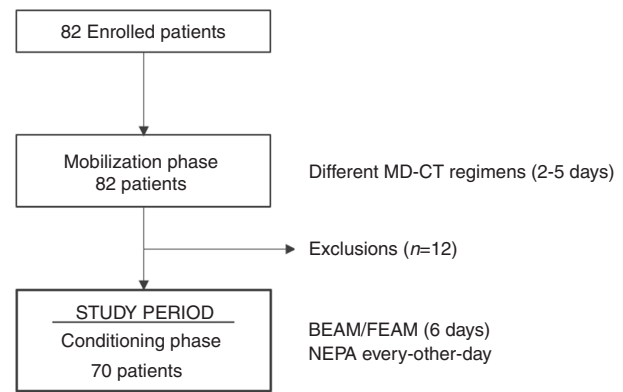 82 Enrolled patients
Mobilization phase
82 patients
Different MD-CT regimens (2-5 days)
Exclusions (n=12)
STUDY PERIOD
Conditioning phase
70 patients
BEAM/FEAM (6 days)
NEPA every-other-day